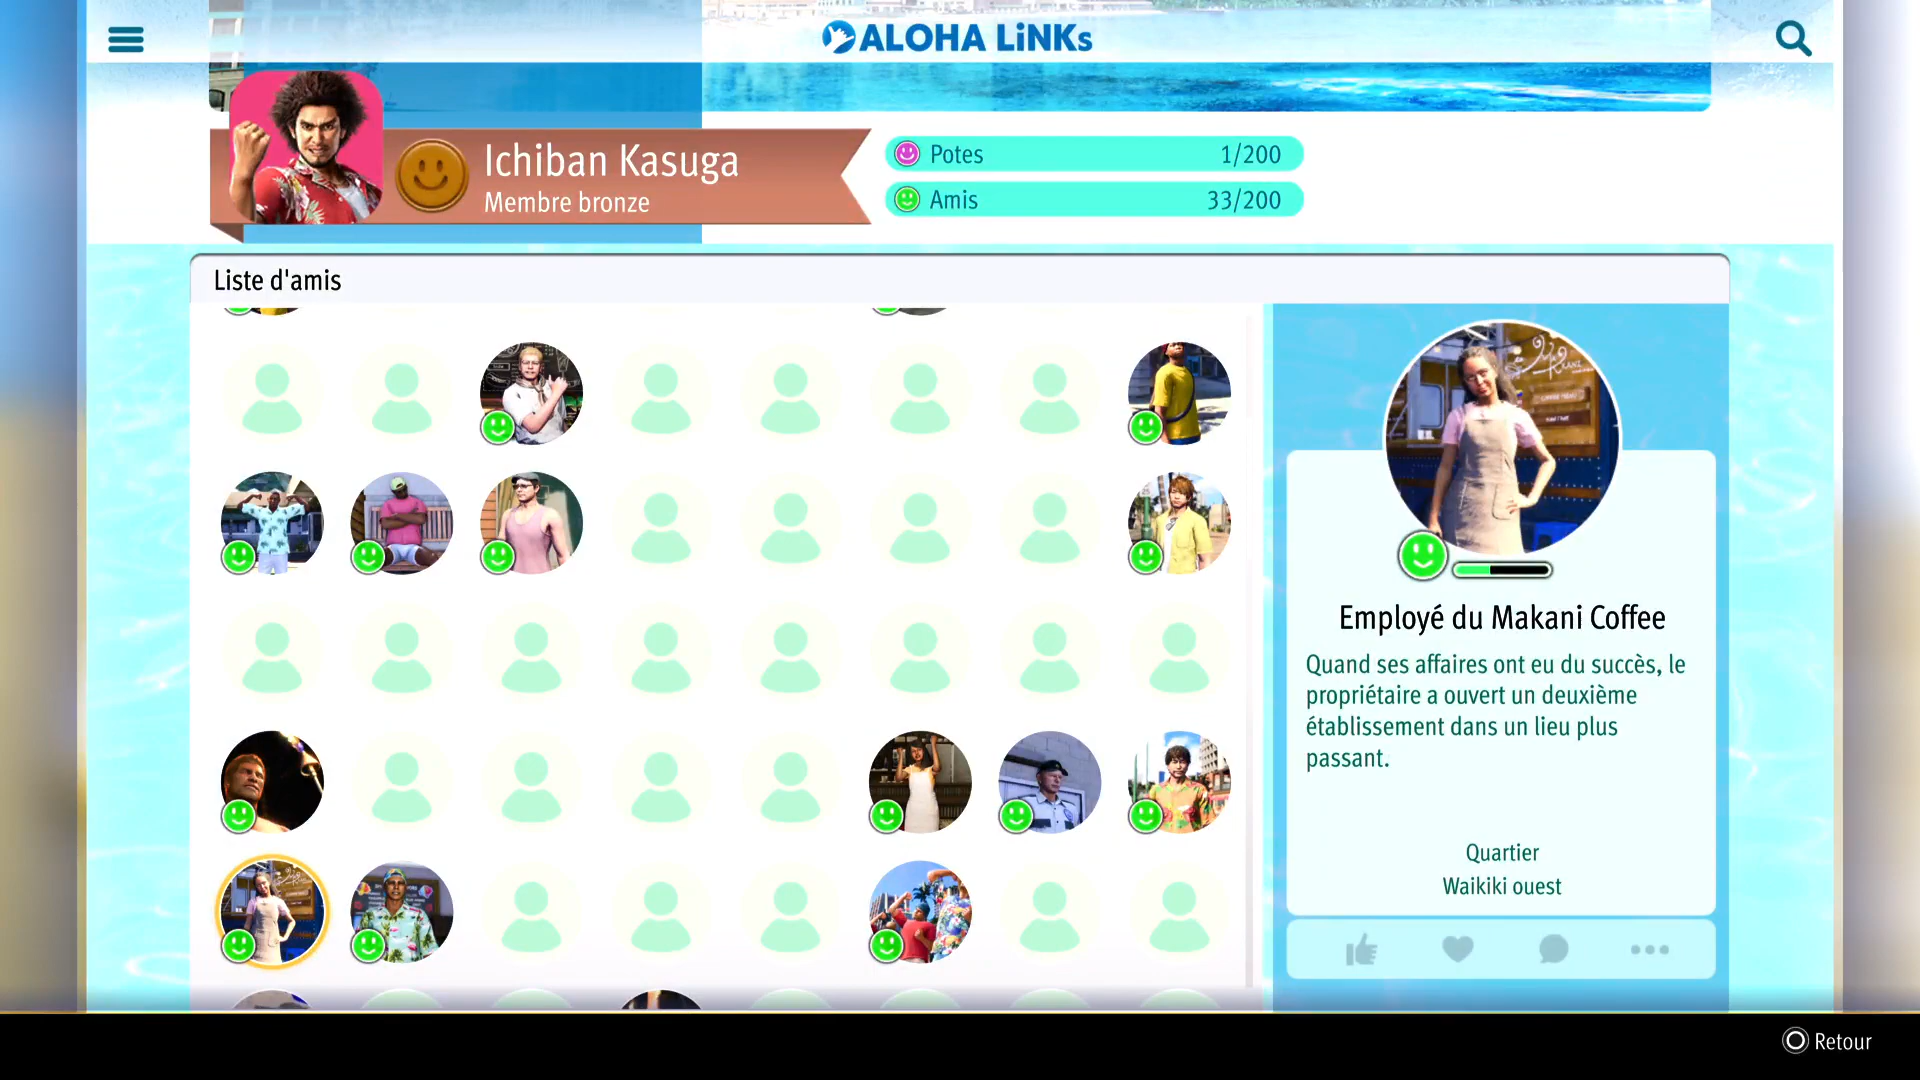 ALOHA LiNKs
Ichiban Kasuga
Membre bronze
Potes 1/200
Amis 33/200
Liste d'amis
Employé du Makani Coffee
Quand ses affaires ont eu du succès, le
propriétaire a ouvert un deuxième
établissement dans un lieu plus
passant.
Quartier
Waikiki ouest
Retour